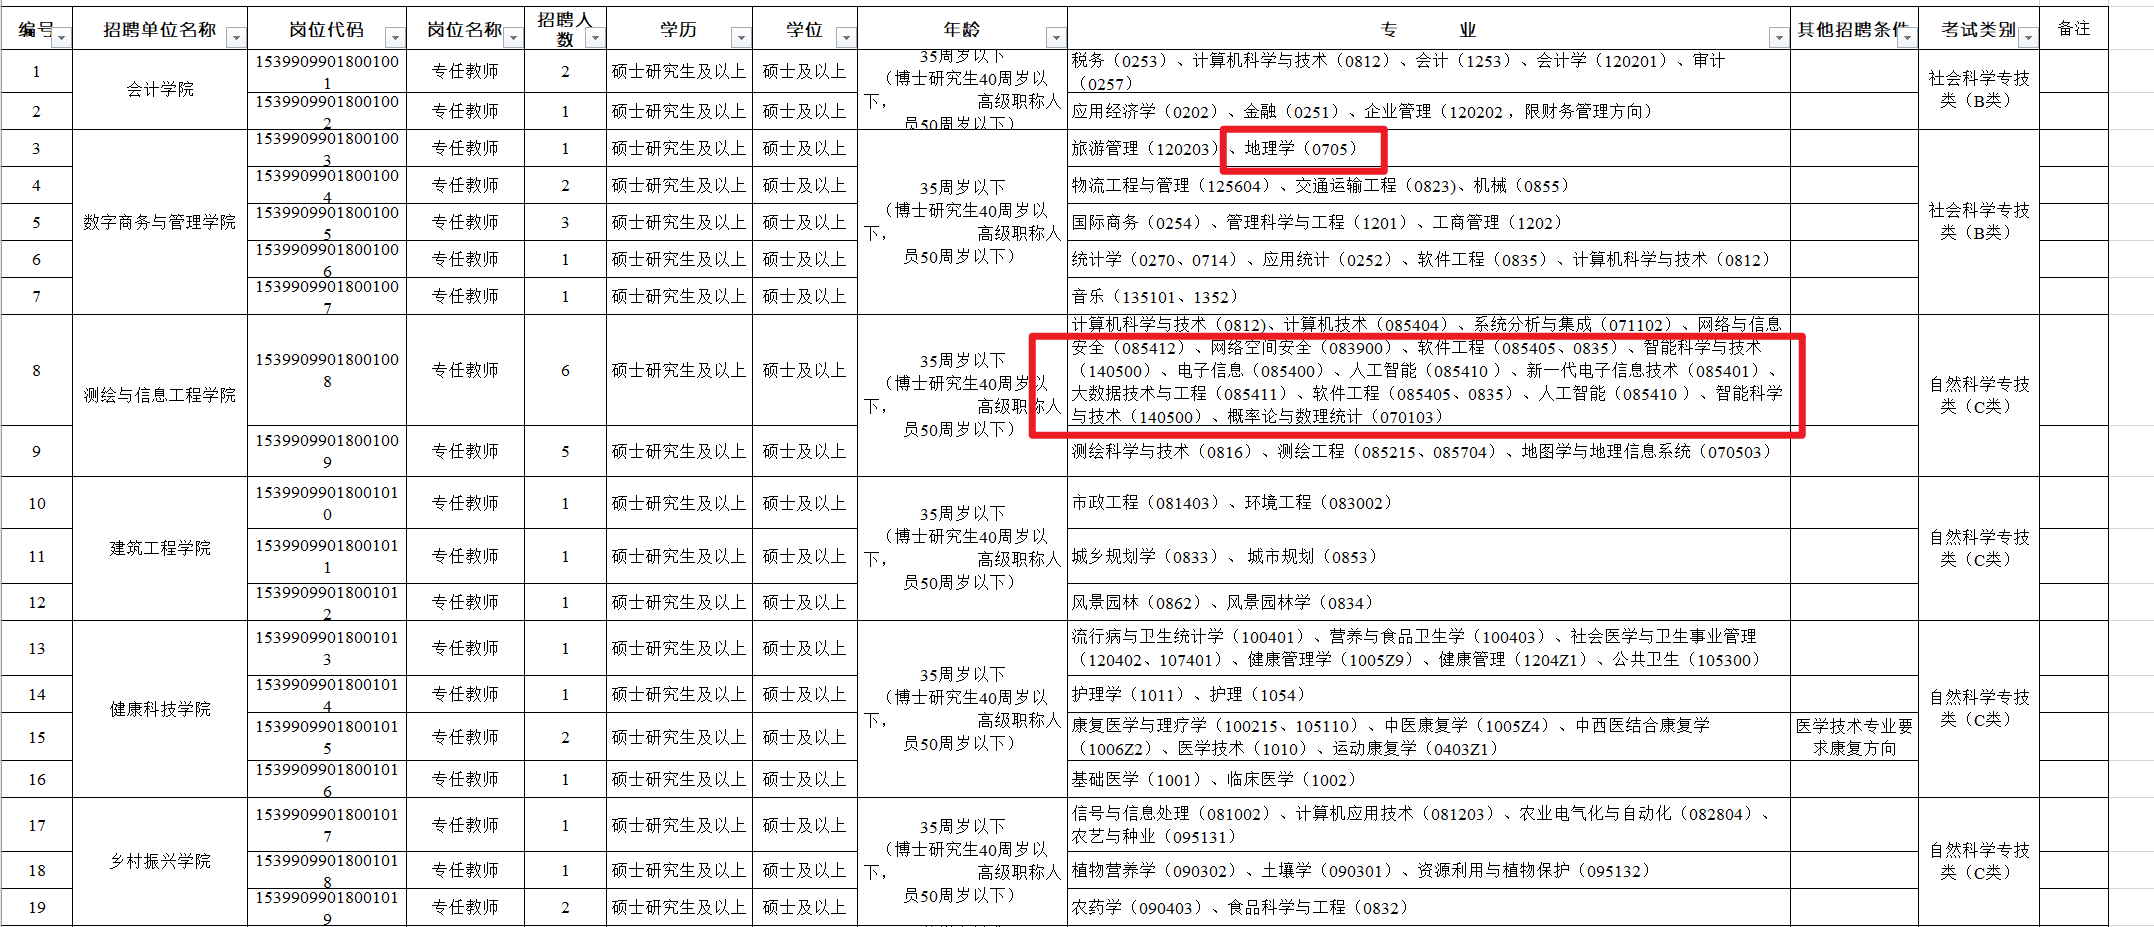 编号 招聘单位名称 岗位代码 岗位名称 招聘人数 学历 学位 年龄 专 业 其他招聘条件 考试类别 备注
会计学院
35周岁以下
（博士研究生40周岁以
下， 高级职称人
员50周岁以下）
社会科学专技
类（B类）
1 15399099018001001 专任教师 2 硕士研究生及以上 硕士及以上 税务（0253）、计算机科学与技术（0812）、会计（1253）、会计学（120201）、审计
（0257）
2 15399099018001002 专任教师 1 硕士研究生及以上 硕士及以上 应用经济学（0202）、金融（0251）、企业管理（120202 ，限财务管理方向）
数字商务与管理学院
35周岁以下
（博士研究生40周岁以
下， 高级职称人
员50周岁以下）
社会科学专技
类（B类）
3 15399099018001003 专任教师 1 硕士研究生及以上 硕士及以上 旅游管理（120203）、地理学（0705）
4 15399099018001004 专任教师 2 硕士研究生及以上 硕士及以上 物流工程与管理（125604）、交通运输工程（0823)、机械（0855）
5 15399099018001005 专任教师 3 硕士研究生及以上 硕士及以上 国际商务（0254）、管理科学与工程（1201）、工商管理（1202）
6 15399099018001006 专任教师 1 硕士研究生及以上 硕士及以上 统计学（0270、0714）、应用统计（0252）、软件工程（0835）、计算机科学与技术（0812）
7 15399099018001007 专任教师 1 硕士研究生及以上 硕士及以上 音乐（135101、1352）
测绘与信息工程学院
35周岁以下
（博士研究生40周岁以
下， 高级职称人
员50周岁以下）
自然科学专技
类（C类）
8 15399099018001008 专任教师 6 硕士研究生及以上 硕士及以上 计算机科学与技术（0812)、计算机技术（085404）、系统分析与集成（071102）、网络与信息
安全（085412）、网络空间安全（083900）、软件工程（085405、0835）、智能科学与技术
（140500）、电子信息（085400）、人工智能（085410 ）、新一代电子信息技术（085401）、
大数据技术与工程（085411）、软件工程（085405、0835）、人工智能（085410 ）、智能科学
与技术（140500）、概率论与数理统计（070103）
9 15399099018001009 专任教师 5 硕士研究生及以上 硕士及以上 测绘科学与技术（0816）、测绘工程（085215、085704）、地图学与地理信息系统（070503）
建筑工程学院
35周岁以下
（博士研究生40周岁以
下， 高级职称人
员50周岁以下）
自然科学专技
类（C类）
10 15399099018001010 专任教师 1 硕士研究生及以上 硕士及以上 市政工程（081403）、环境工程（083002）
11 15399099018001011 专任教师 1 硕士研究生及以上 硕士及以上 城乡规划学（0833）、 城市规划（0853）
12 15399099018001012 专任教师 1 硕士研究生及以上 硕士及以上 风景园林（0862）、风景园林学（0834）
健康科技学院
35周岁以下
（博士研究生40周岁以
下， 高级职称人
员50周岁以下）
自然科学专技
类（C类）
13 15399099018001013 专任教师 1 硕士研究生及以上 硕士及以上 流行病与卫生统计学（100401）、营养与食品卫生学（100403）、社会医学与卫生事业管理
（120402、107401）、健康管理学（1005Z9）、健康管理（1204Z1）、公共卫生（105300）
14 15399099018001014 专任教师 1 硕士研究生及以上 硕士及以上 护理学（1011）、护理（1054）
15 15399099018001015 专任教师 2 硕士研究生及以上 硕士及以上 康复医学与理疗学（100215、105110）、中医康复学（1005Z4）、中西医结合康复学
（1006Z2）、医学技术（1010）、运动康复学（0403Z1） 医学技术专业要求康复方向
16 15399099018001016 专任教师 1 硕士研究生及以上 硕士及以上 基础医学（1001）、临床医学（1002）
乡村振兴学院
35周岁以下
（博士研究生40周岁以
下， 高级职称人
员50周岁以下）
自然科学专技
类（C类）
17 15399099018001017 专任教师 1 硕士研究生及以上 硕士及以上 信号与信息处理（081002）、计算机应用技术（081203）、农业电气化与自动化（082804）、
农艺与种业（095131）
18 15399099018001018 专任教师 1 硕士研究生及以上 硕士及以上 植物营养学（090302）、土壤学（090301）、资源利用与植物保护（095132）
19 15399099018001019 专任教师 2 硕士研究生及以上 硕士及以上 农药学（090403）、食品科学与工程（0832）